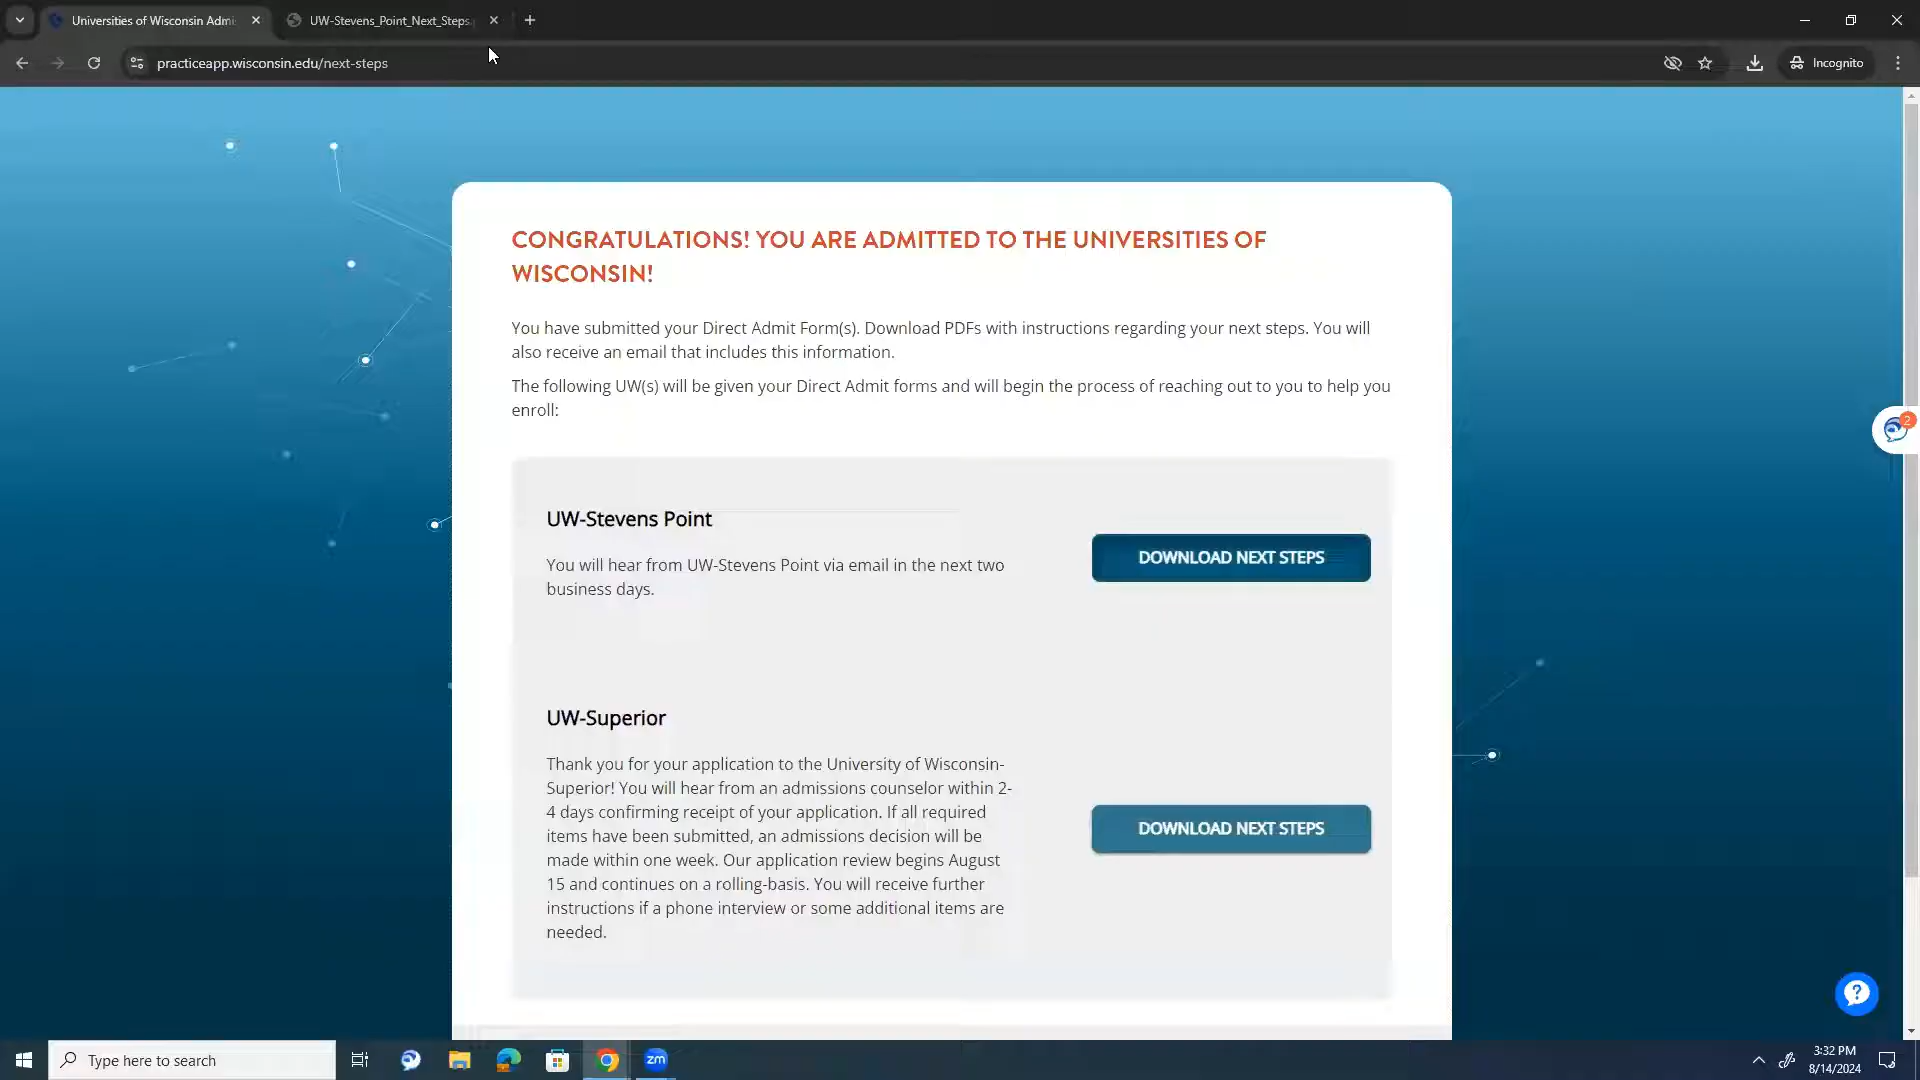 Universities of Wisconsin Admi
UW-Stevens_Point_Next_Steps.
practiceapp.wisconsin.edu/next-steps
Incognito
CONGRATULATIONS! YOU ARE ADMITTED TO THE UNIVERSITIES OF
WISCONSIN!
You have submitted your Direct Admit Form(s). Download PDFs with instructions regarding your next steps. You will
also receive an email that includes this information.
The following UW(s) will be given your Direct Admit forms and will begin the process of reaching out to you to help you
enroll:
2
UW-Stevens Point
You will hear from UW-Stevens Point via email in the next two
business days.
DOWNLOAD NEXT STEPS
UW-Superior
Thank you for your application to the University of Wisconsin-
Superior! You will hear from an admissions counselor within 2-
4 days confirming receipt of your application. If all required
items have been submitted, an admissions decision will be
made within one week. Our application review begins August
15 and continues on a rolling-basis. You will receive further
instructions if a phone interview or some additional items are
needed.
DOWNLOAD NEXT STEPS
?
Type here to search
zm
3:32 PM
8/14/2024